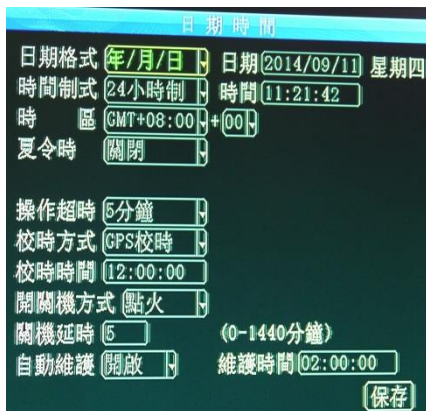 日期時間
日期格式 年/月/日 日期 2014/09/11 星期四
時間制式 24小時制 時間 11:21:42
時 區 GMT+08:00 + 00
夏令時 關閉
操作超時 5分鐘
校時方式 GPS校時
校時時間 12:00:00
開關機方式 點火
關機延時 5 (0-1440分鐘)
自動維護 開啟 維護時間 02:00:00
保存